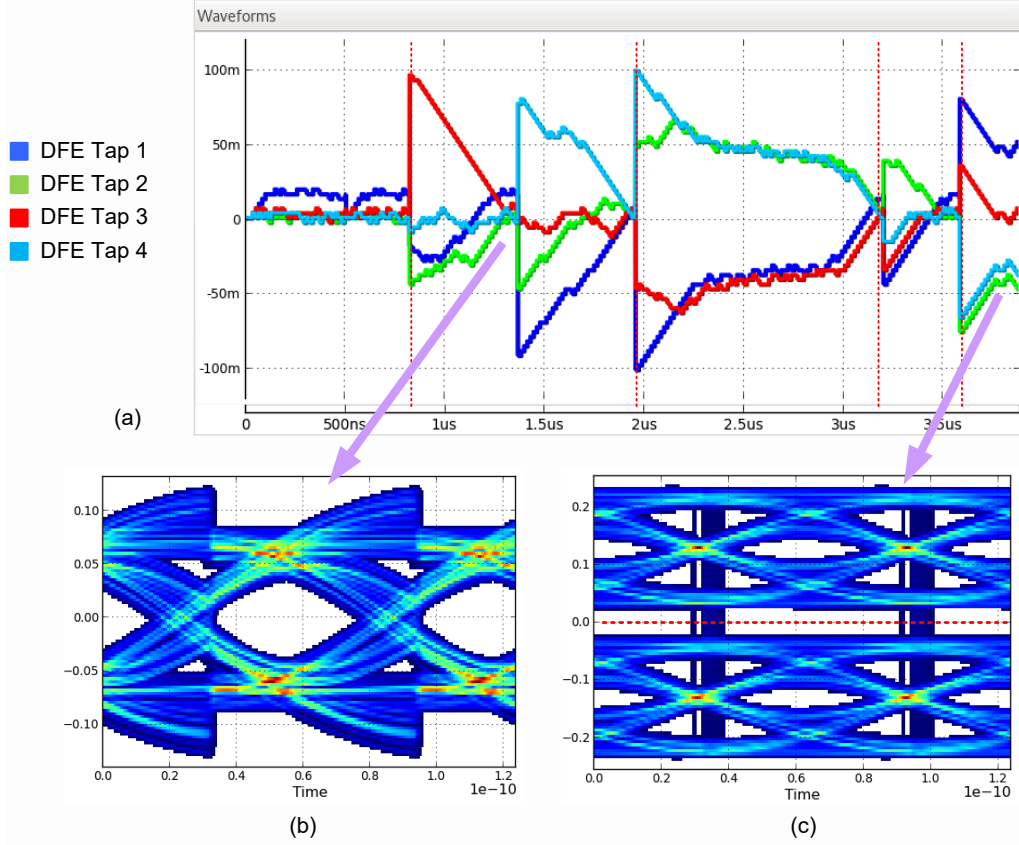 Waveforms
100m
50m
0
-50m
-100m
DFE Tap 1
DFE Tap 2
DFE Tap 3
DFE Tap 4
0 500ns 1us 1.5us 2us 2.5us 3us 3.5us
(a)
0.10
0.05
0.00
−0.05
−0.10
0.0 0.2 0.4 0.6 0.8 1.0 1.2
Time
1e−10
(b)
0.2
0.1
0.0
−0.1
−0.2
0.0 0.2 0.4 0.6 0.8 1.0 1.2
Time
1e−10
(c)